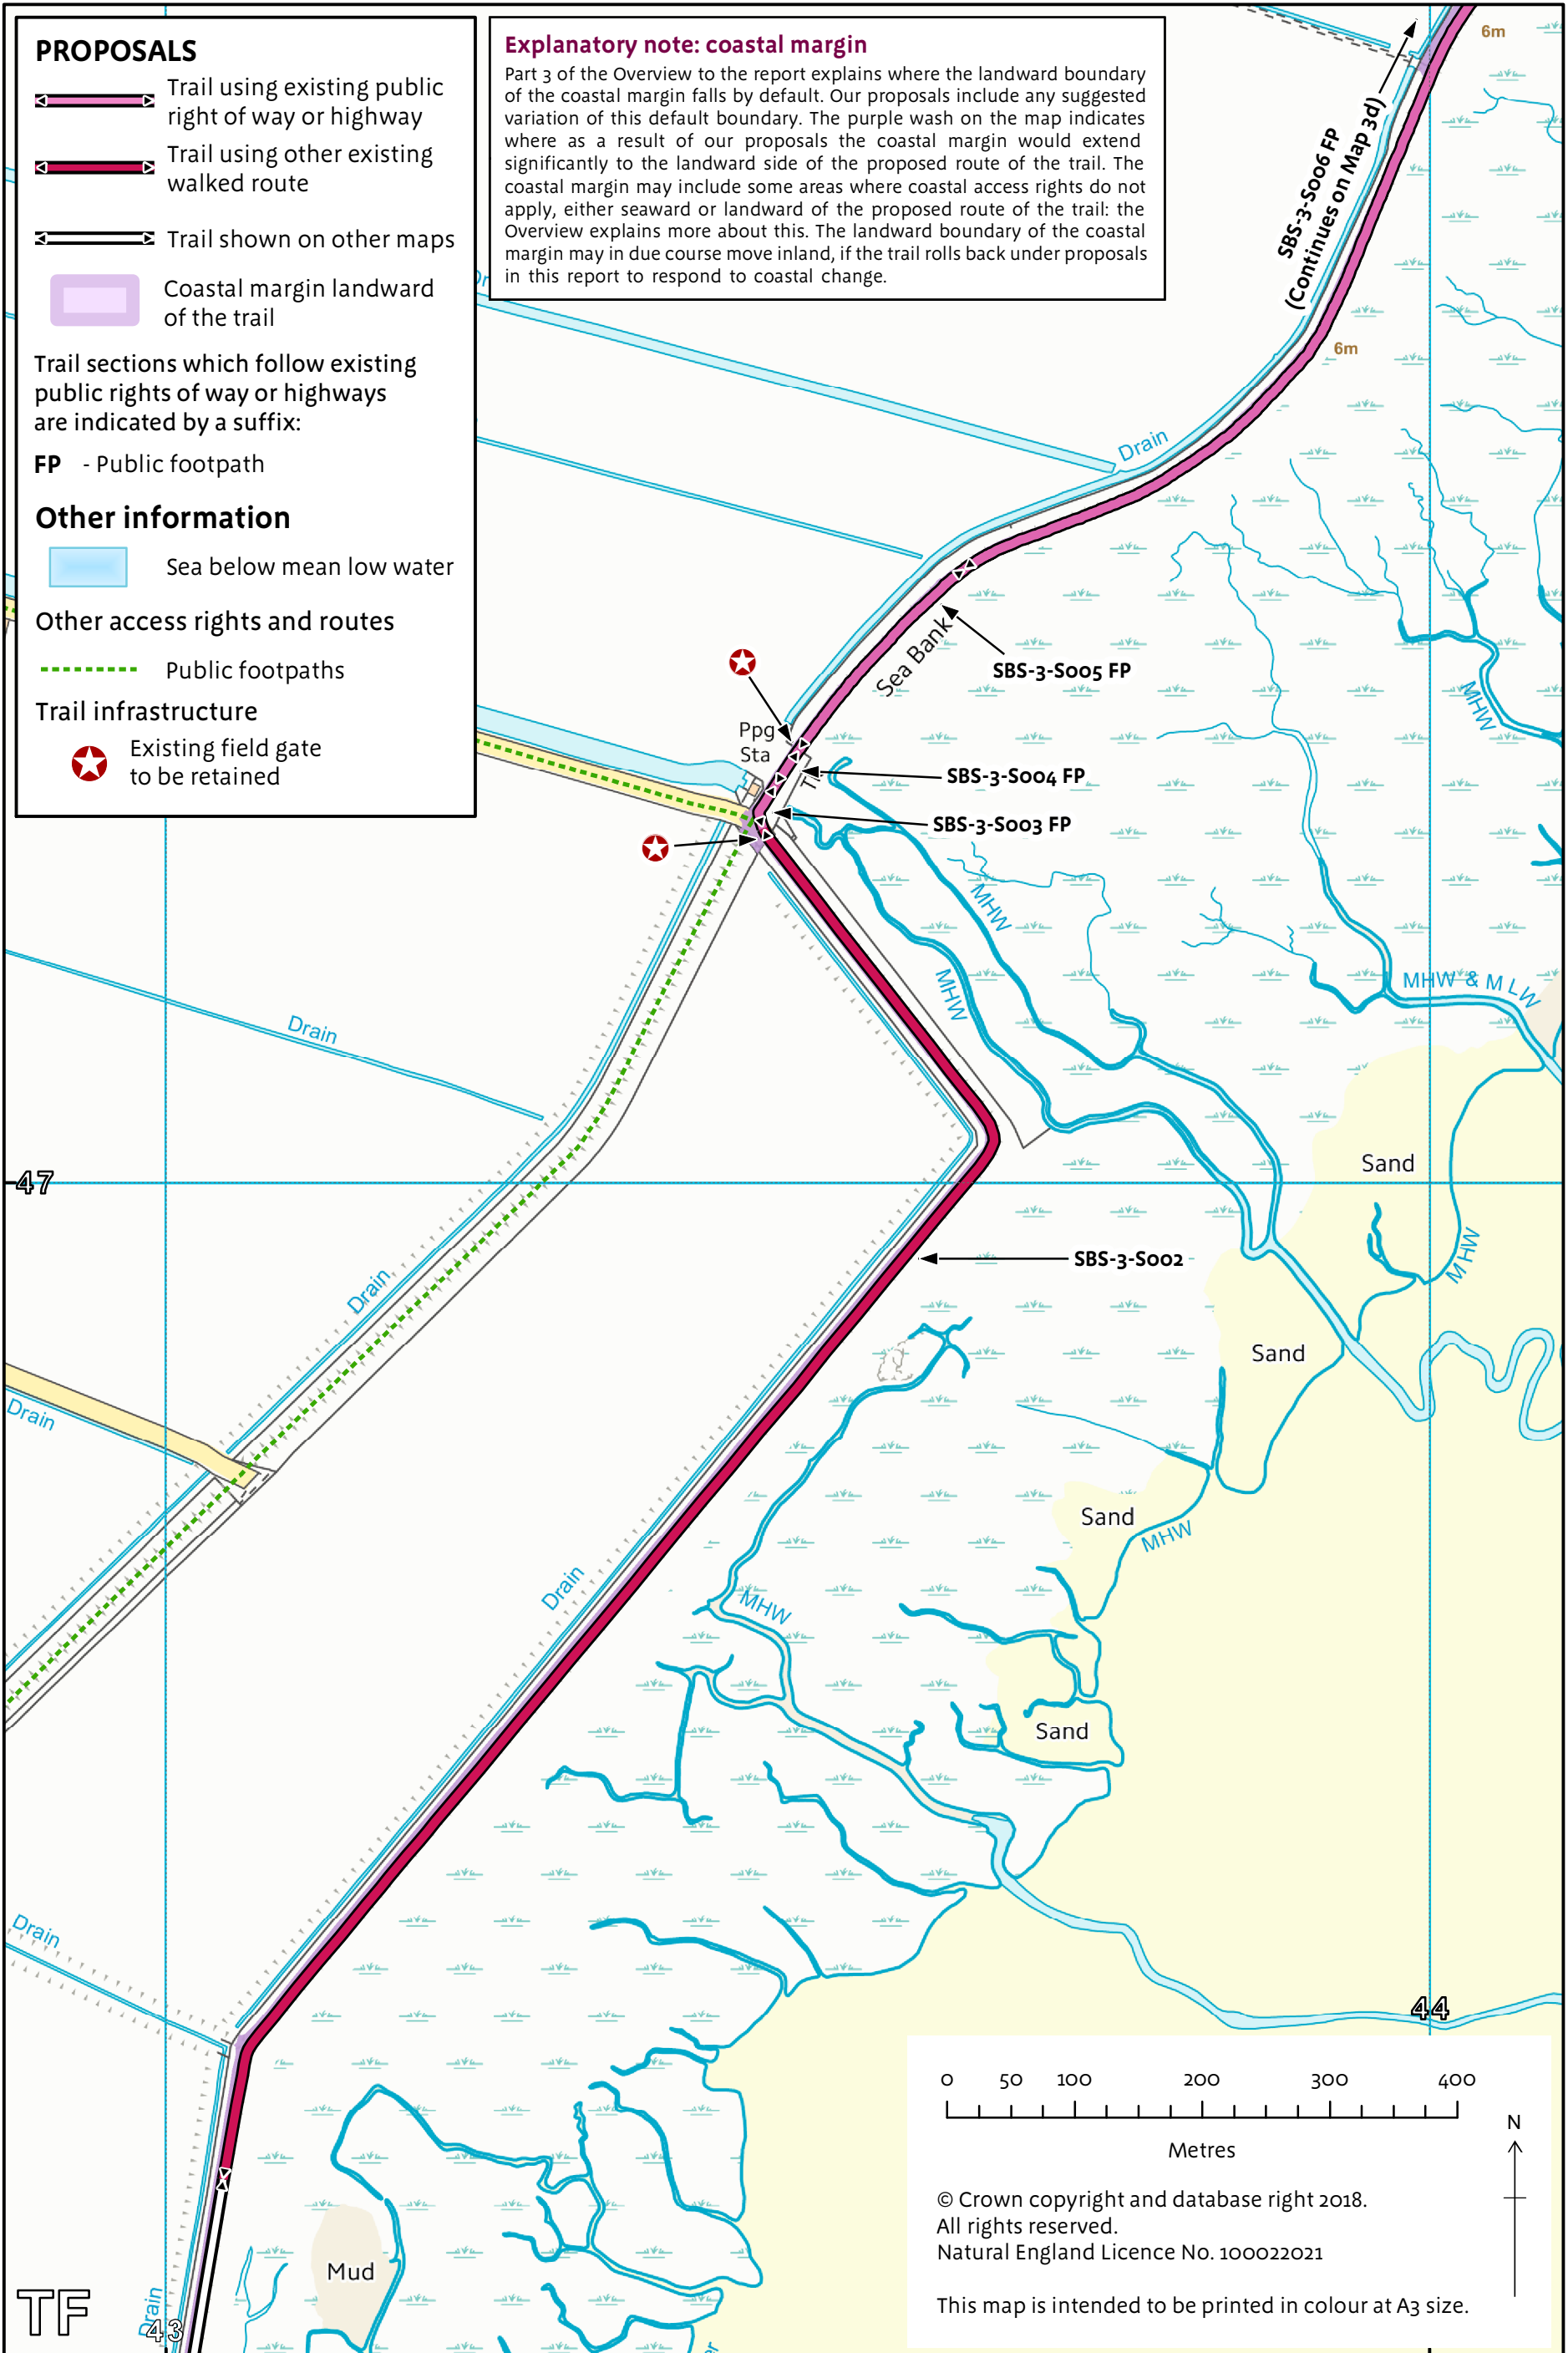 PROPOSALS
Trail using existing public
right of way or highway
Trail using other existing
walked route
Trail shown on other maps
Coastal margin landward
of the trail
Trail sections which follow existing
public rights of way or highways
are indicated by a suffix:
FP - Public footpath
Other information
Sea below mean low water
Other access rights and routes
Public footpaths
Trail infrastructure
Existing field gate
to be retained
Explanatory note: coastal margin
Part 3 of the Overview to the report explains where the landward boundary
of the coastal margin falls by default. Our proposals include any suggested
variation of this default boundary. The purple wash on the map indicates
where as a result of our proposals the coastal margin would extend
significantly to the landward side of the proposed route of the trail. The
coastal margin may include some areas where coastal access rights do not
apply, either seaward or landward of the proposed route of the trail: the
Overview explains more about this. The landward boundary of the coastal
margin may in due course move inland, if the trail rolls back under proposals
in this report to respond to coastal change.
6m
SBS-3-S006 FP
(Continues on Map 3d)
6m
Drain
Sea Bank
SBS-3-S005 FP
MHW
Ppg
Sta
SBS-3-S004 FP
SBS-3-S003 FP
MHW
MHW
MHW & MLW
Drain
Sand
47
MHW
SBS-3-S002
Drain
Sand
Drain
Sand
MHW
Drain
MHW
Sand
Drain
44
0 50 100 200 300 400
Metres
N
© Crown copyright and database right 2018.
All rights reserved.
Natural England Licence No. 100022021
This map is intended to be printed in colour at A3 size.
Mud
Drain
TF
43